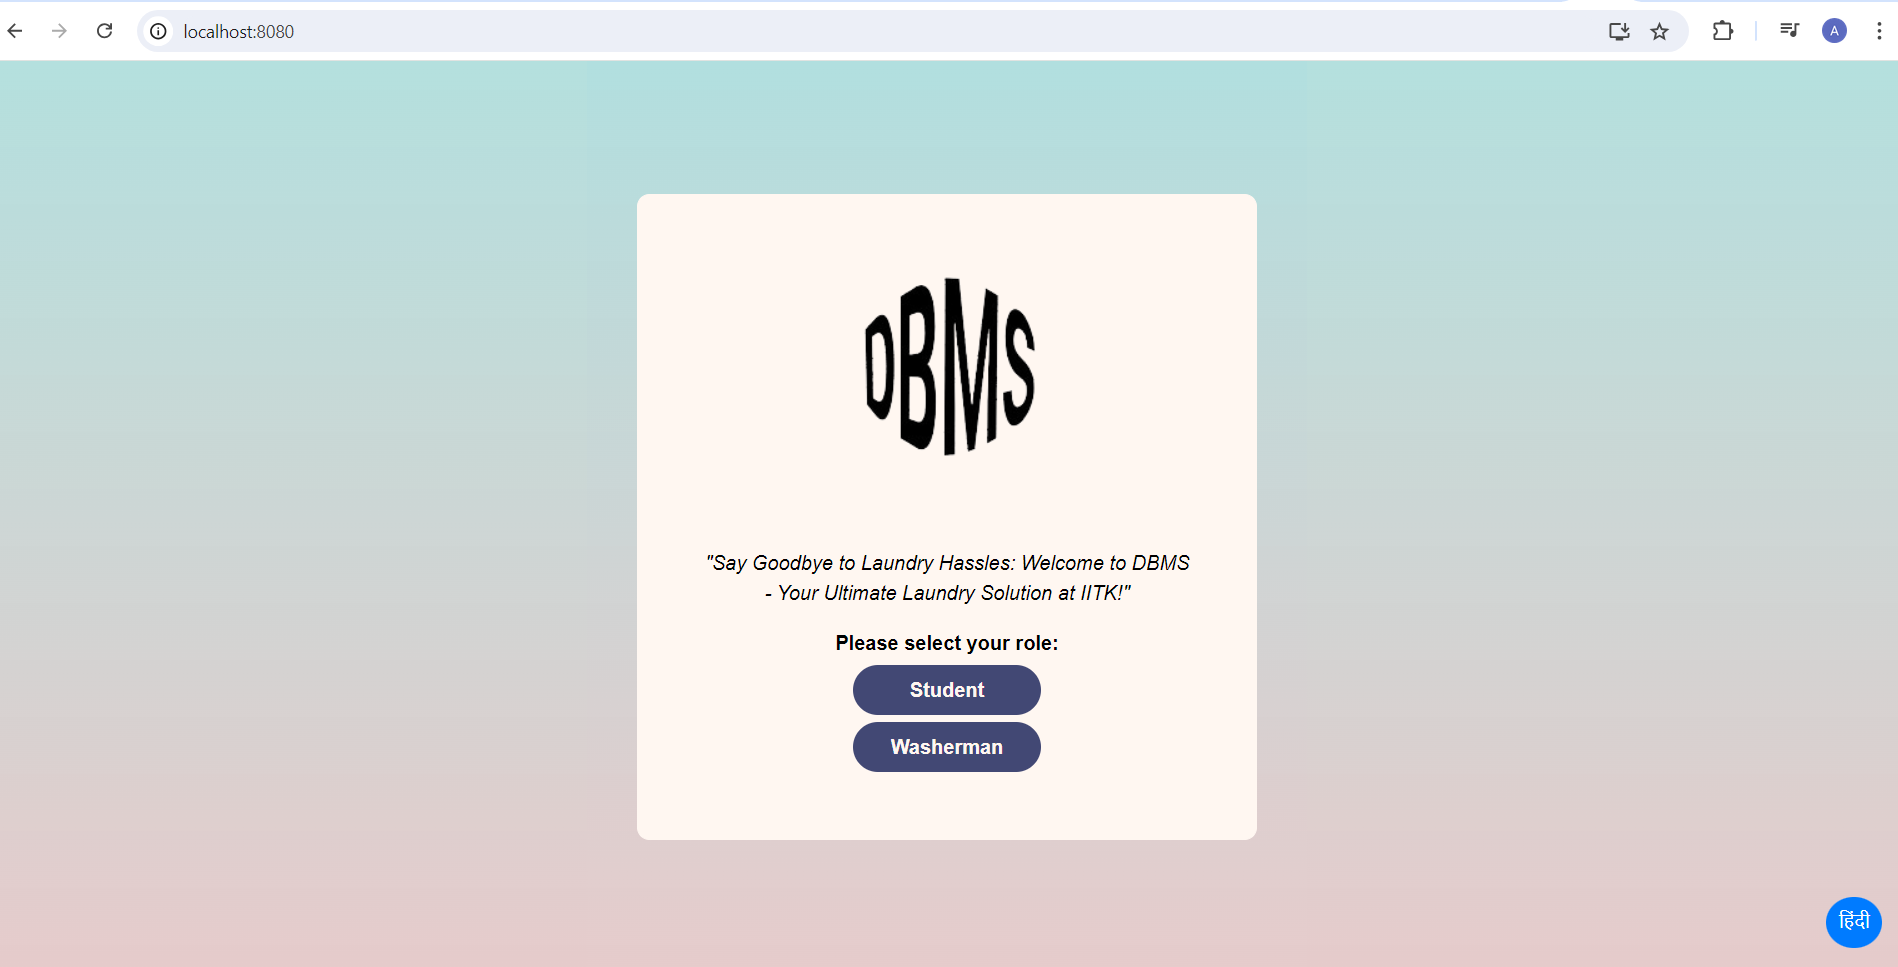 localhost:8080
A
DBMS
"Say Goodbye to Laundry Hassles: Welcome to DBMS
- Your Ultimate Laundry Solution at IITK!"
Please select your role:
Student
Washerman
हिंदी